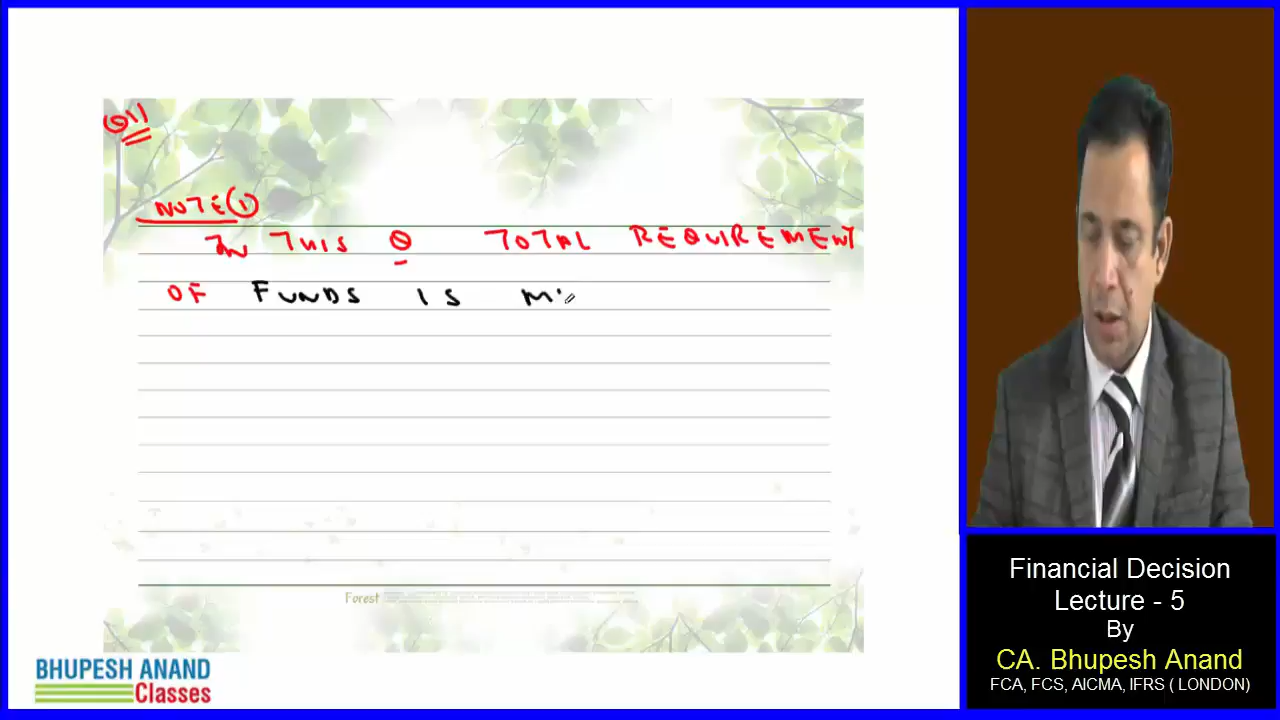 Q11
NOTE (1)
IN THIS Q TOTAL REQUIREMENT
OF FUNDS IS
Forest
BHUPESH ANAND
Classes
Financial Decision
Lecture - 5
By
CA. Bhupesh Anand
FCA, FCS, AICMA, IFRS ( LONDON)